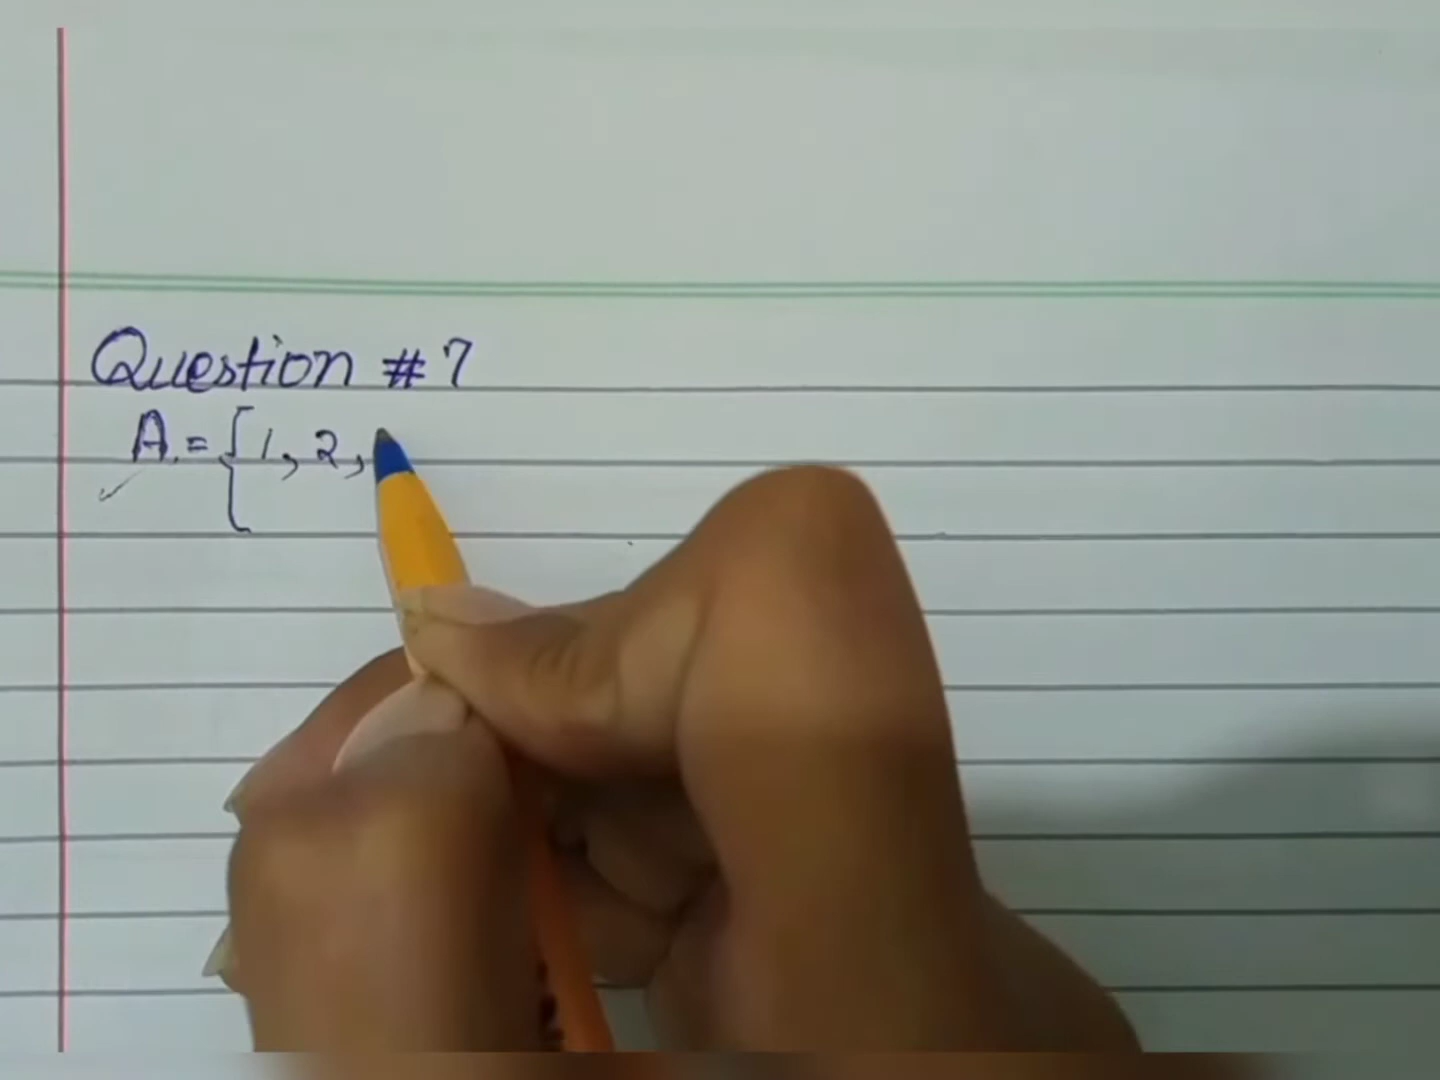 Question # 7
A = { 1, 2,